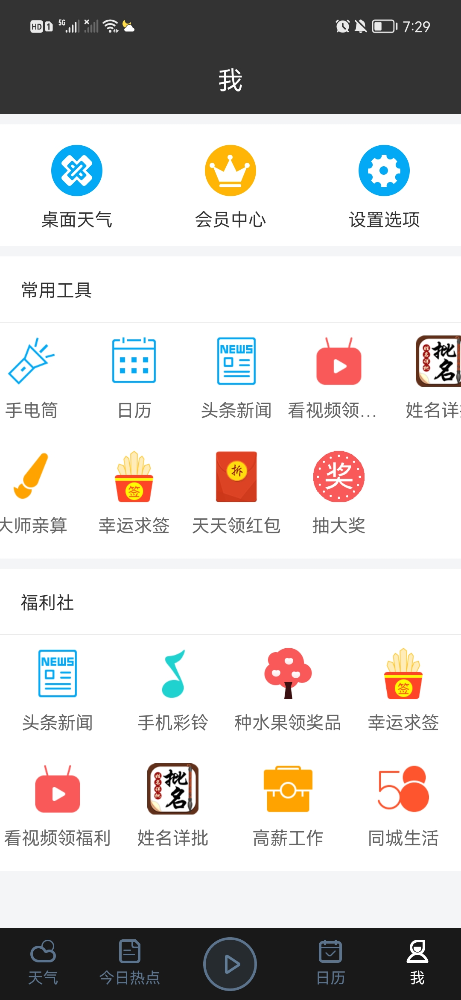 HD 1 5G 7:29
我
桌面天气 会员中心 设置选项
常用工具
NEWS 姓名详批 批名
手电筒 日历 头条新闻 看视频领... 姓名详
签 拆 奖
大师亲算 幸运求签 天天领红包 抽大奖
福利社
NEWS 签
头条新闻 手机彩铃 种水果领奖品 幸运求签
姓名详批 批名 58
看视频领福利 姓名详批 高薪工作 同城生活
天气 今日热点 日历 我